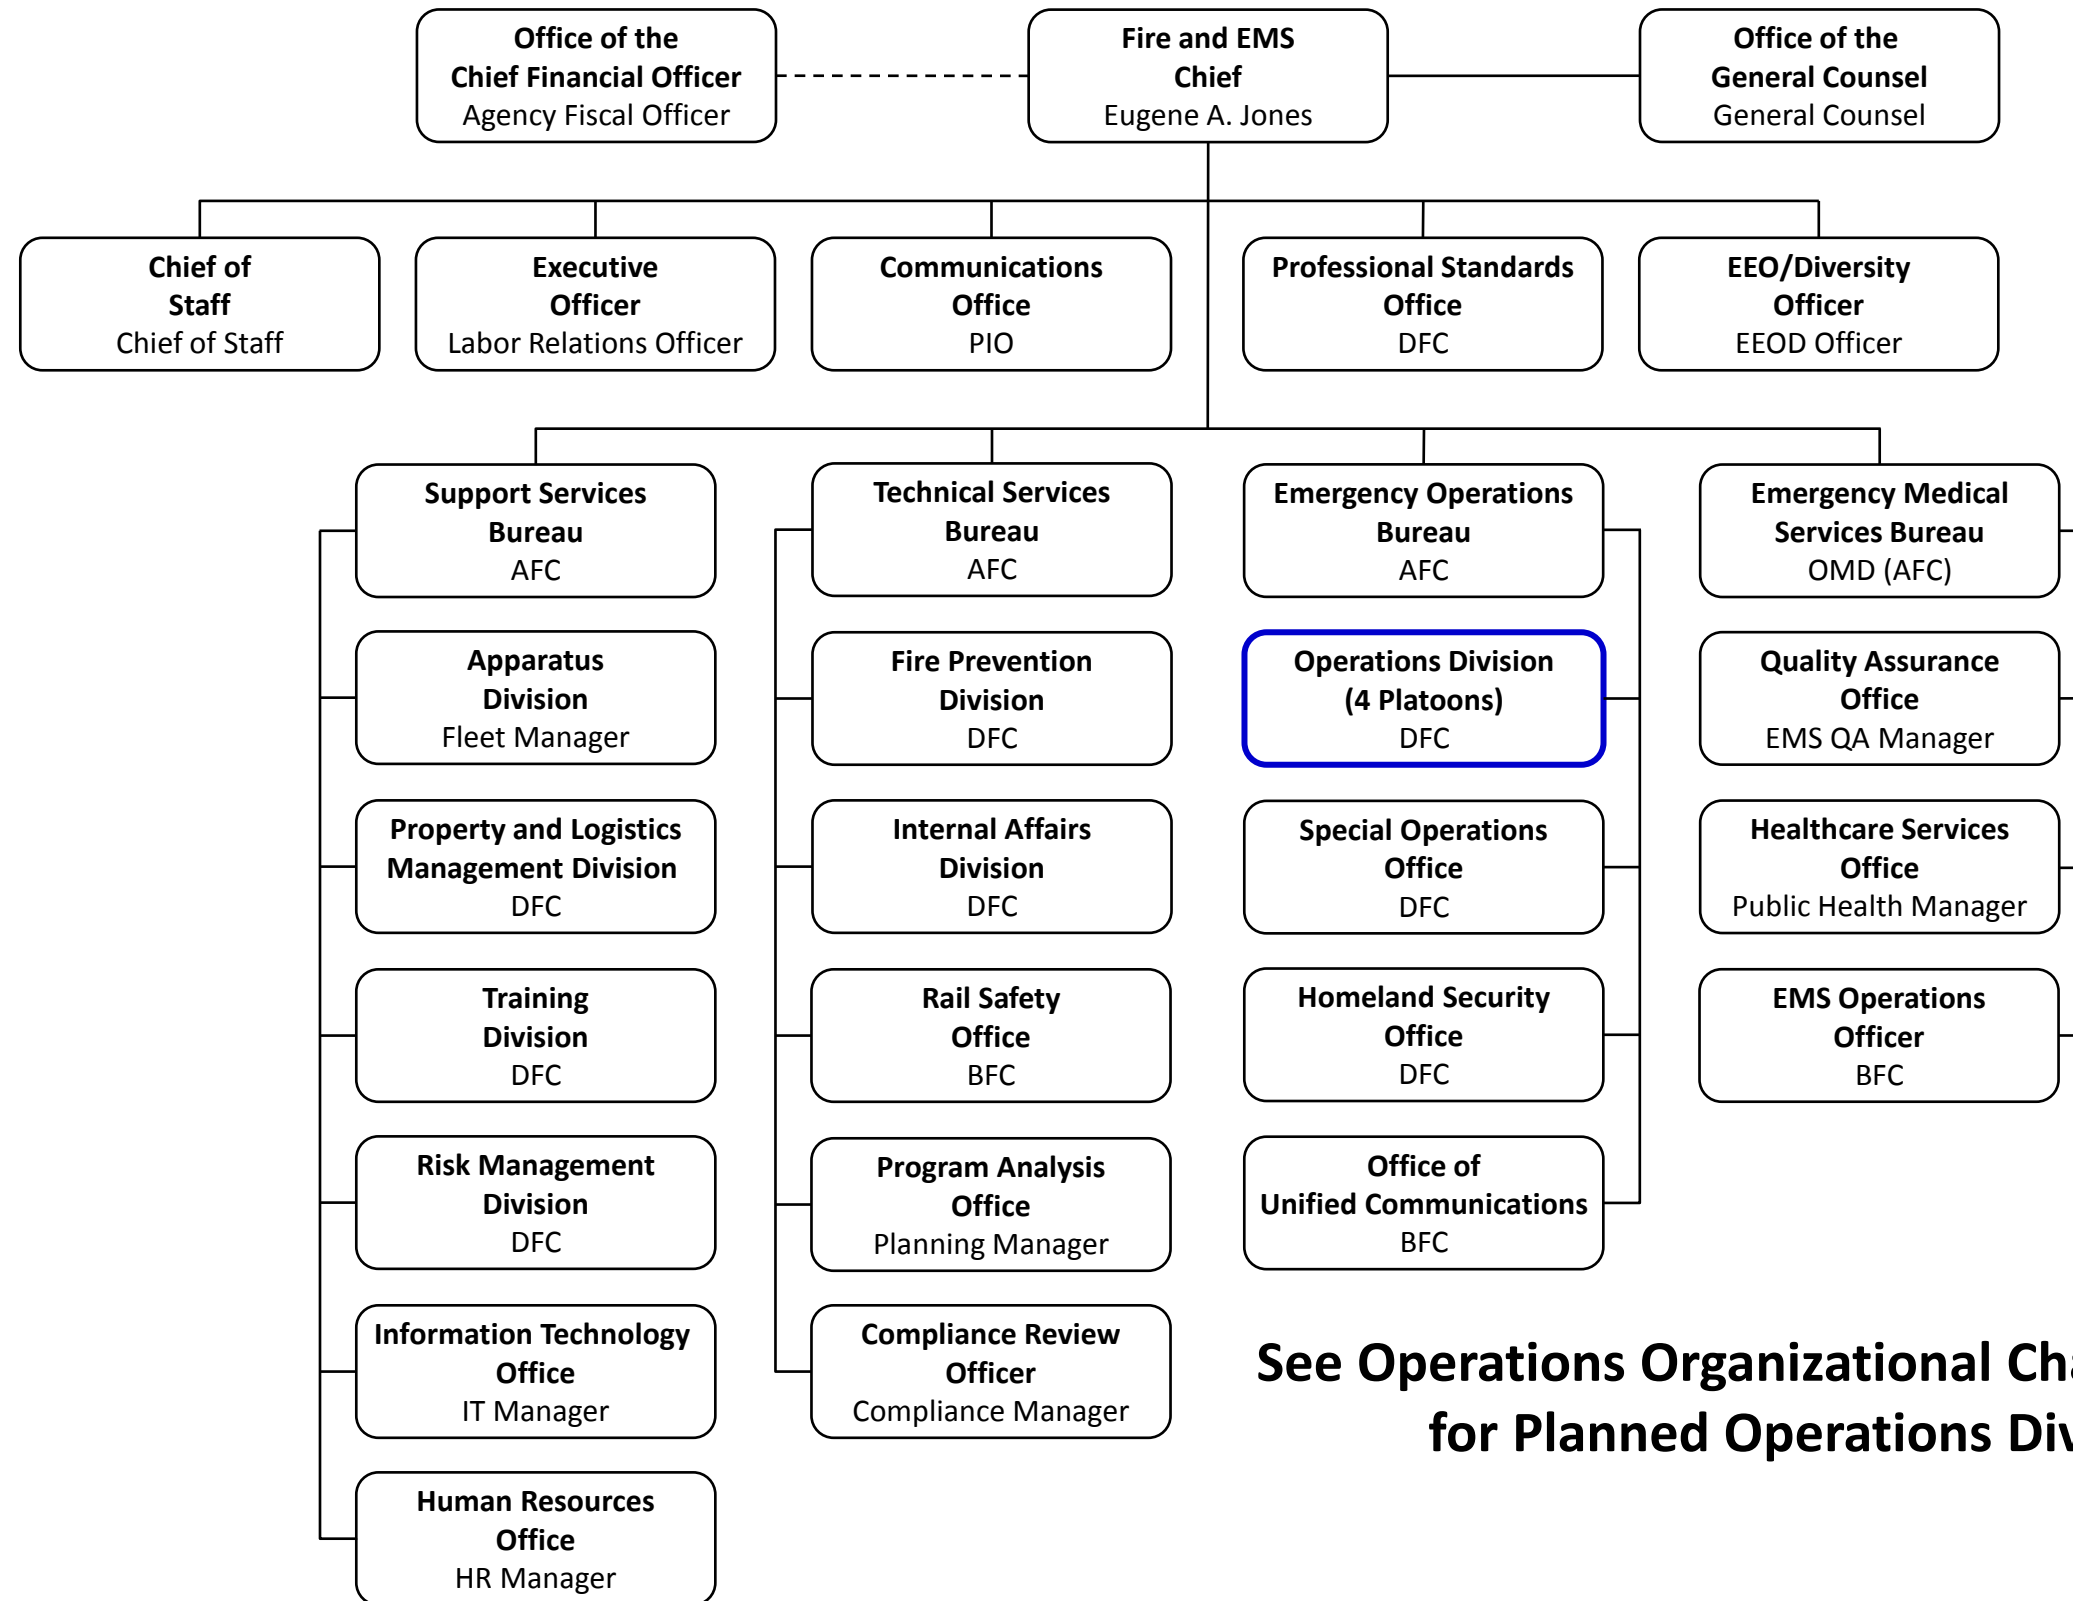 Office of the
Chief Financial Officer
Agency Fiscal Officer
Fire and EMS
Chief
Eugene A. Jones
Office of the
General Counsel
General Counsel
Chief of
Staff
Chief of Staff
Executive
Officer
Labor Relations Officer
Communications
Office
PIO
Professional Standards
Office
DFC
EEO/Diversity
Officer
EEOD Officer
Support Services
Bureau
AFC
Apparatus
Division
Fleet Manager
Property and Logistics
Management Division
DFC
Training
Division
DFC
Risk Management
Division
DFC
Information Technology
Office
IT Manager
Human Resources
Office
HR Manager
Technical Services
Bureau
AFC
Fire Prevention
Division
DFC
Internal Affairs
Division
DFC
Rail Safety
Office
BFC
Program Analysis
Office
Planning Manager
Compliance Review
Officer
Compliance Manager
Emergency Operations
Bureau
AFC
Operations Division
(4 Platoons)
DFC
Special Operations
Office
DFC
Homeland Security
Office
DFC
Office of
Unified Communications
BFC
Emergency Medical
Services Bureau
OMD (AFC)
Quality Assurance
Office
EMS QA Manager
Healthcare Services
Office
Public Health Manager
EMS Operations
Officer
BFC
See Operations Organizational
for Planned Operations